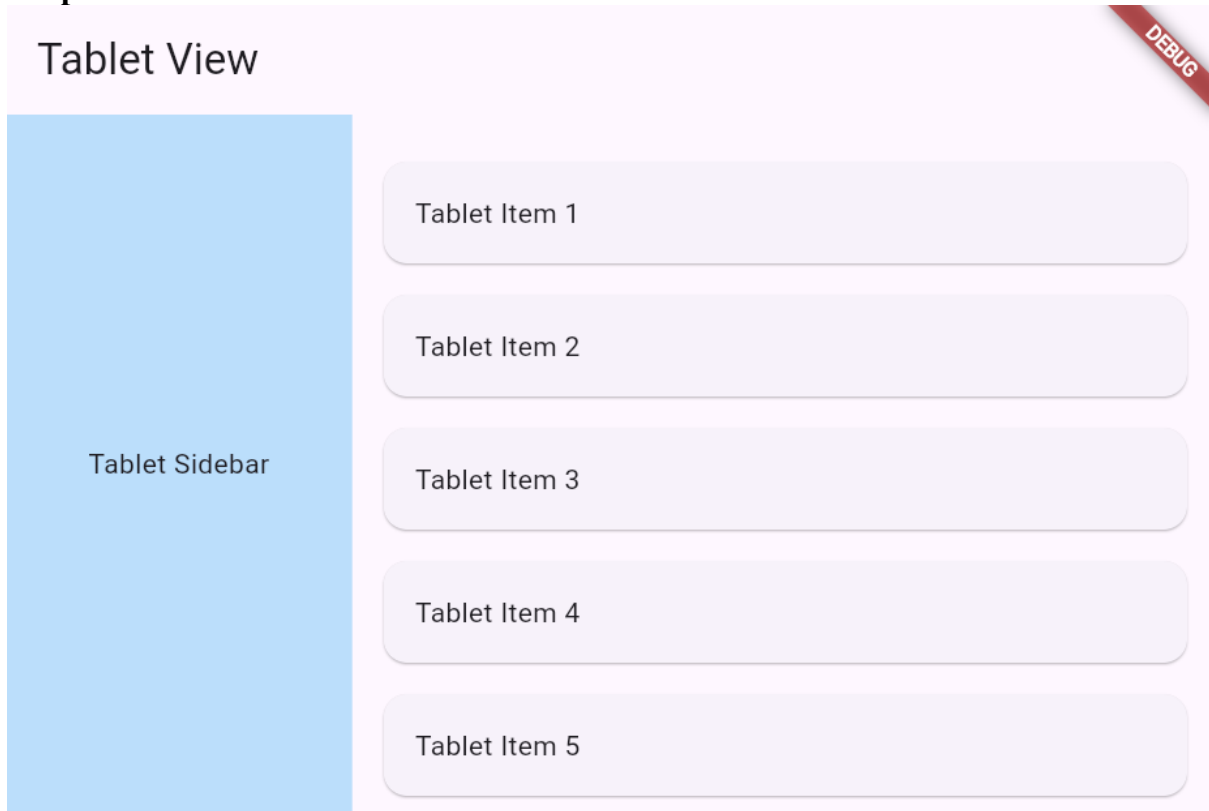 Tablet View
DEBUG
Tablet Sidebar
Tablet Item 1
Tablet Item 2
Tablet Item 3
Tablet Item 4
Tablet Item 5